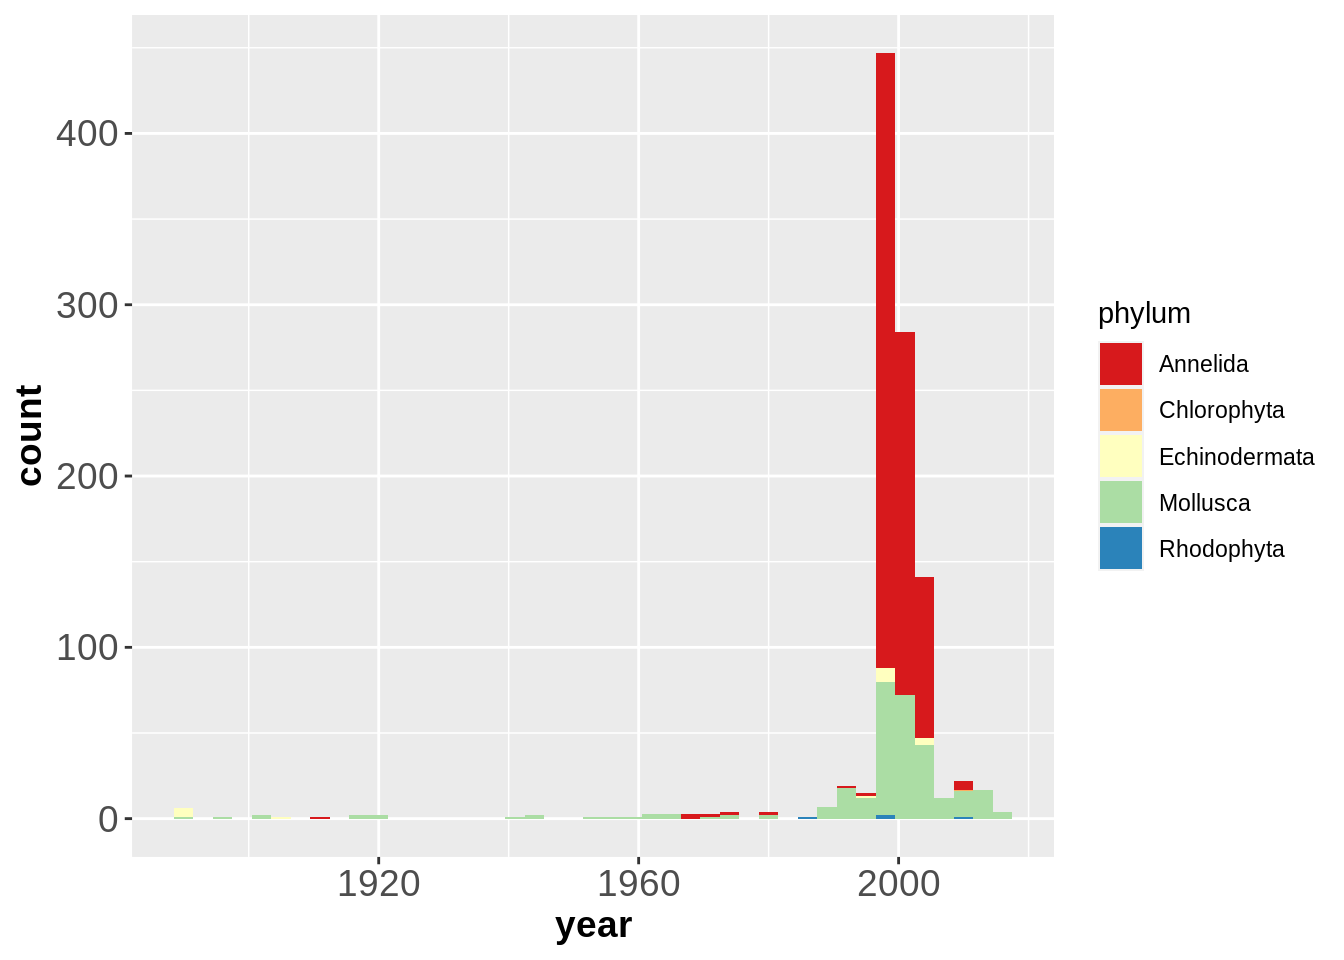 400
300
200
100
0
count
1920
1960
2000
year
phylum
Annelida
Chlorophyta
Echinodermata
Mollusca
Rhodophyta